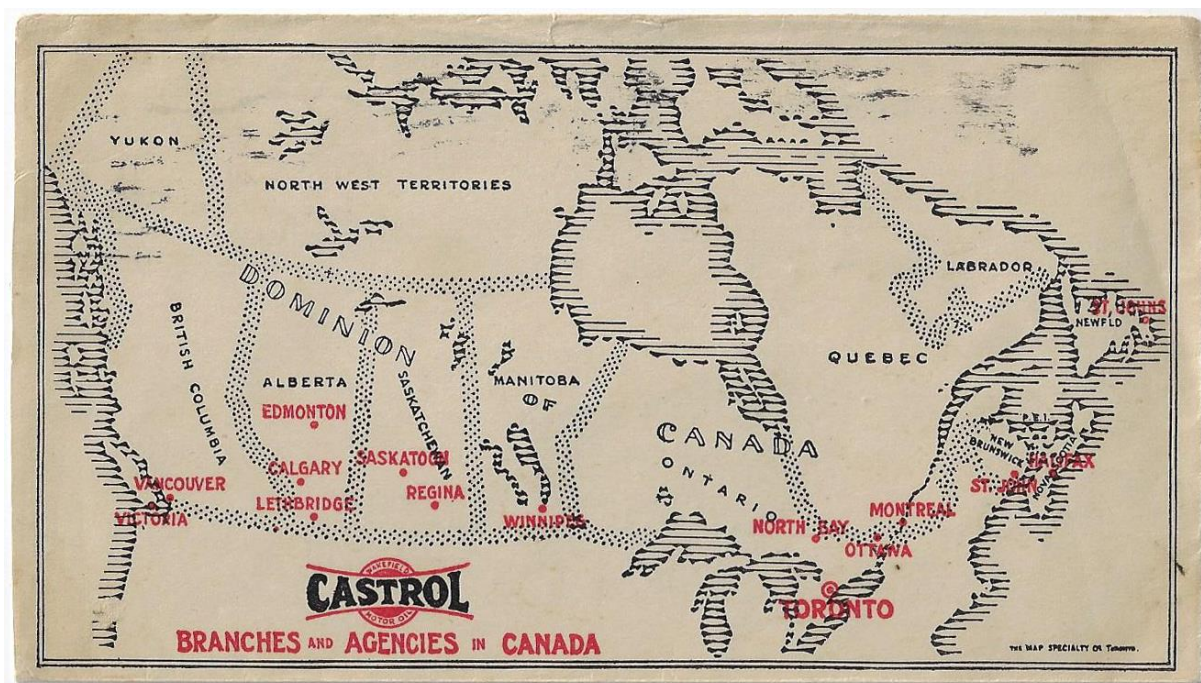 YUKON
NORTH WEST TERRITORIES
LABRADOR
DOMINION
ST. JOHNS
NEWFLD
BRITISH COLUMBIA
QUEBEC
ALBERTA
SASKATCHEWAN
MANITOBA
OF
EDMONTON
CANADA
P.E.I.
NEW
BRUNSWICK
NOVA SCOTIA
ONTARIO
CALGARY
SASKATOON
HALIFAX
VANCOUVER
LETHBRIDGE
REGINA
ST. JOHN
VICTORIA
WINNIPEG
MONTREAL
NORTH BAY
OTTAWA
WAKEFIELD
CASTROL
MOTOR OIL
TORONTO
BRANCHES AND AGENCIES IN CANADA
THE MAP SPECIALTY CO. TORONTO.